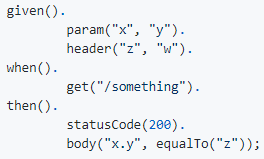 given().
param("x", "y").
header("z", "w").
when().
get("/something").
then().
statusCode(200).
body("x.y", equalTo("z"));